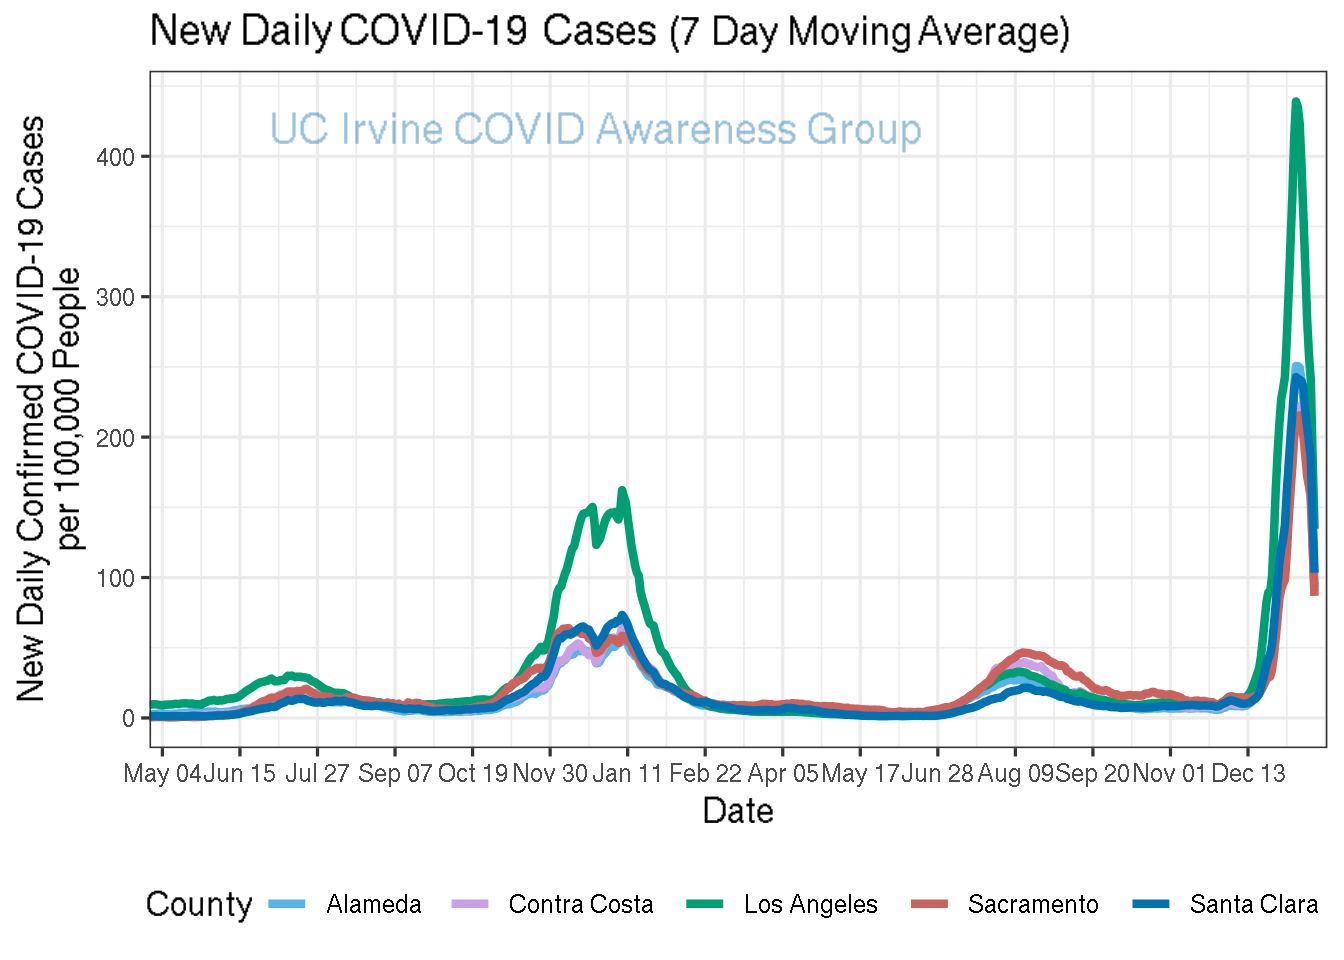 New Daily COVID-19 Cases (7 Day Moving Average)
UC Irvine COVID Awareness Group
New Daily Confirmed COVID-19 Cases
per 100,000 People
400
300
200
100
0
May 04 Jun 15 Jul 27 Sep 07 Oct 19 Nov 30 Jan 11 Feb 22 Apr 05 May 17 Jun 28 Aug 09 Sep 20 Nov 01 Dec 13
Date
County Alameda Contra Costa Los Angeles Sacramento Santa Clara